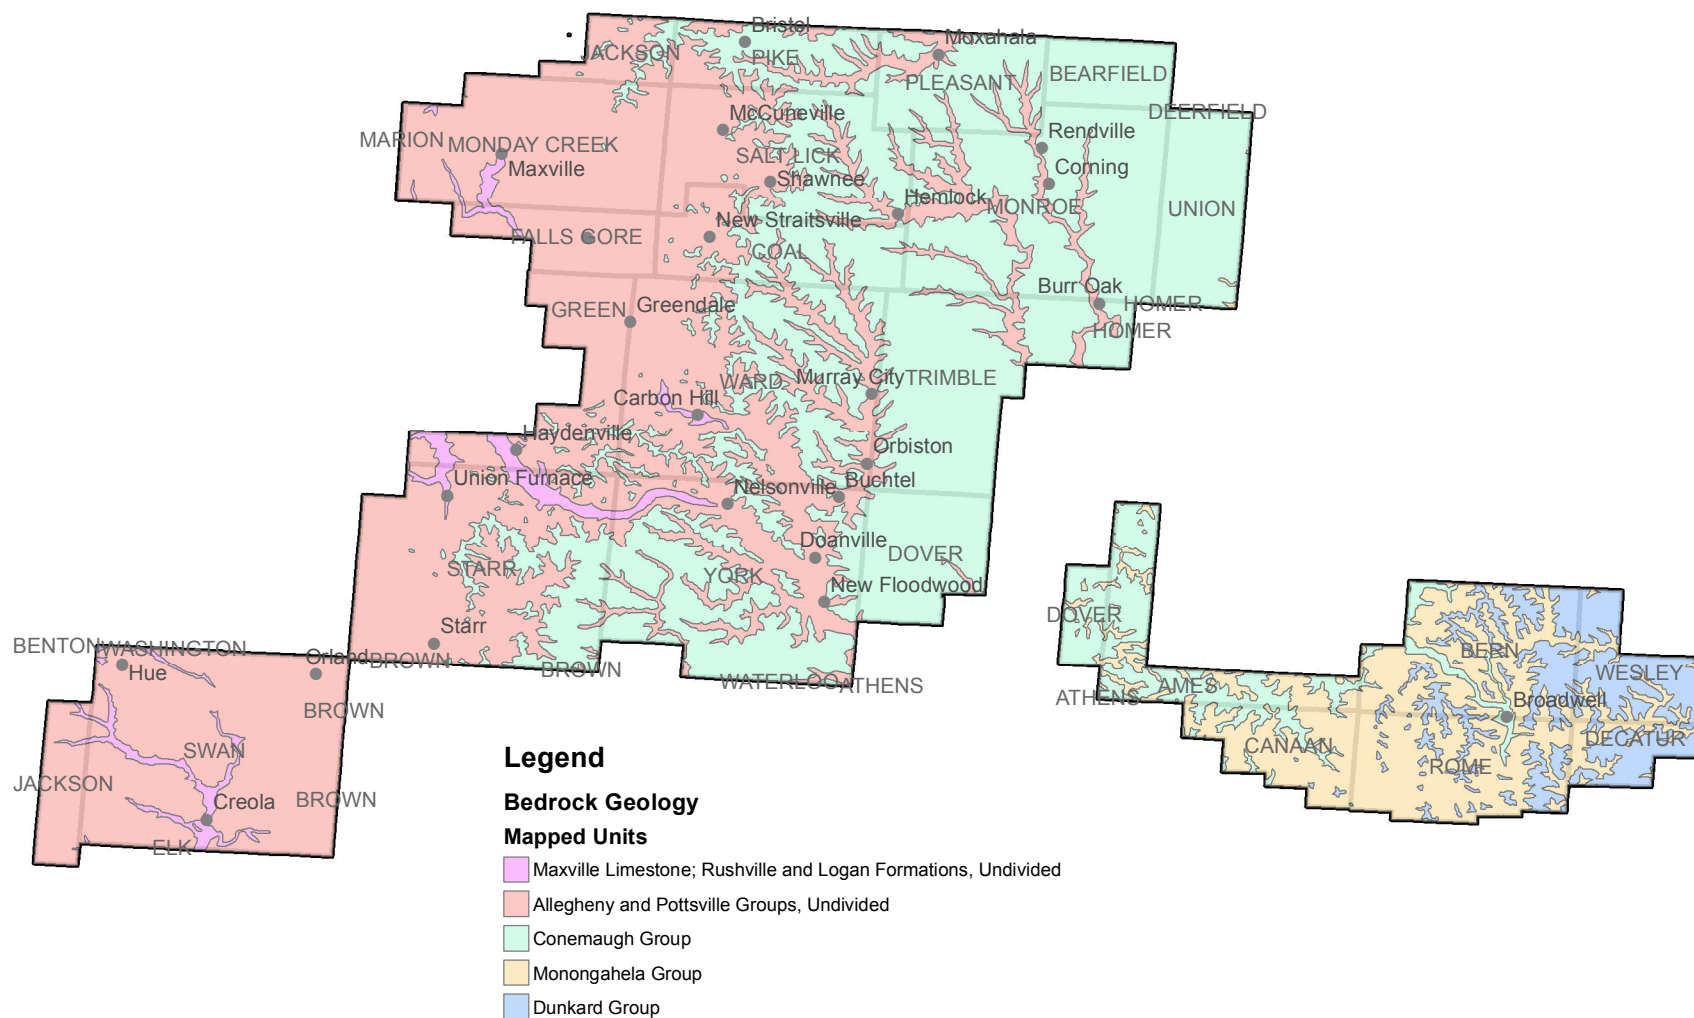 Bristol
JACKSON
PIKE
Moxahala
PLEASANT
BEARFIELD
DEERFIELD
McCuneville
MARION
MONDAY CREEK
Rendville
SALT LICK
Maxville
Corning
Shawnee
Hemlock
MONROE
UNION
New Straitsville
FALLS GORE
COAL
Burr Oak
HOMER
GREEN
Greendale
HOMER
WARD
Murray City
TRIMBLE
Carbon Hill
Haydenville
Orbiston
Union Furnace
Nelsonville
Buchtel
Doanville
DOVER
STARR
YORK
New Floodwood
DOVER
Starr
BENTON
WASHINGTON
Orland
BROWN
BROWN
BERN
Hue
WESLEY
WATERLOO
ATHENS
AMES
ATHENS
Broadwell
BROWN
DECATUR
SWAN
CANAAN
ROME
JACKSON
Creola
BROWN
ELK
Legend
Bedrock Geology
Mapped Units
Maxville Limestone; Rushville and Logan Formations, Undivided
Allegheny and Pottsville Groups, Undivided
Conemaugh Group
Monongahela Group
Dunkard Group